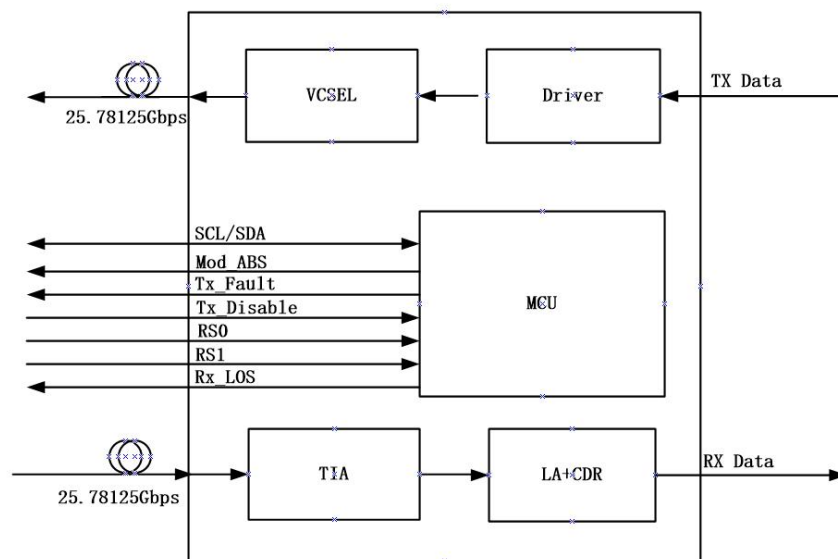 VCSEL
Driver
TX Data
25.78125Gbps
SCL/SDA
Mod_ABS
Tx_Fault
MCU
Tx_Disable
RS0
RS1
Rx_LOS
TIA
LA+CDR
RX Data
25.78125Gbps